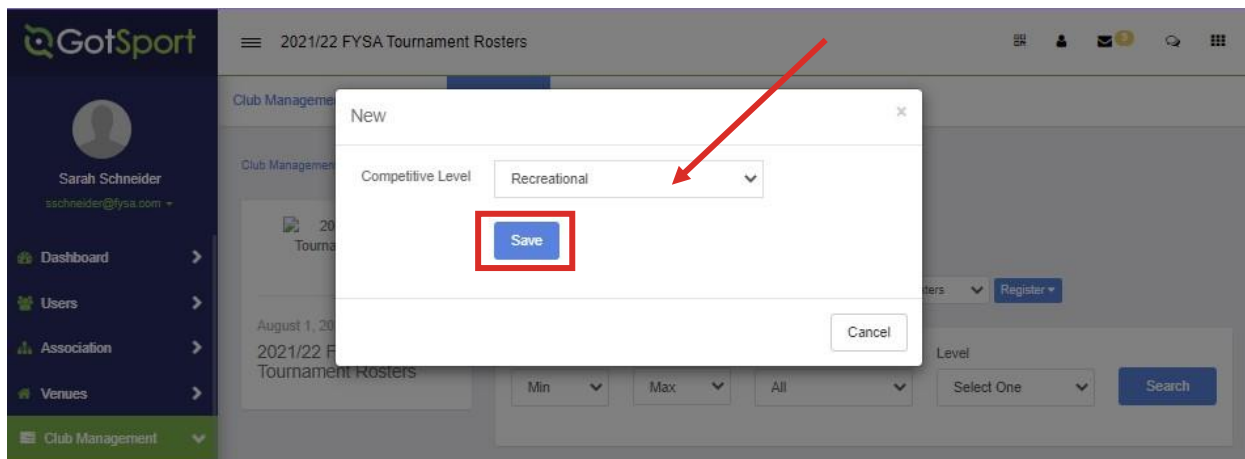 GotSport
2021/22 FYSA Tournament Rosters
Club Manageme
New
×
Sarah Schneider
sschneider@fysa.com
Club Managemen
Competitive Level
Recreational
Save
20
Tourna
Dashboard
Users
ters
Register
August 1, 20
Cancel
Association
2021/22 F
Tournament Rosters
Level
Venues
Min
Max
All
Select One
Search
Club Management